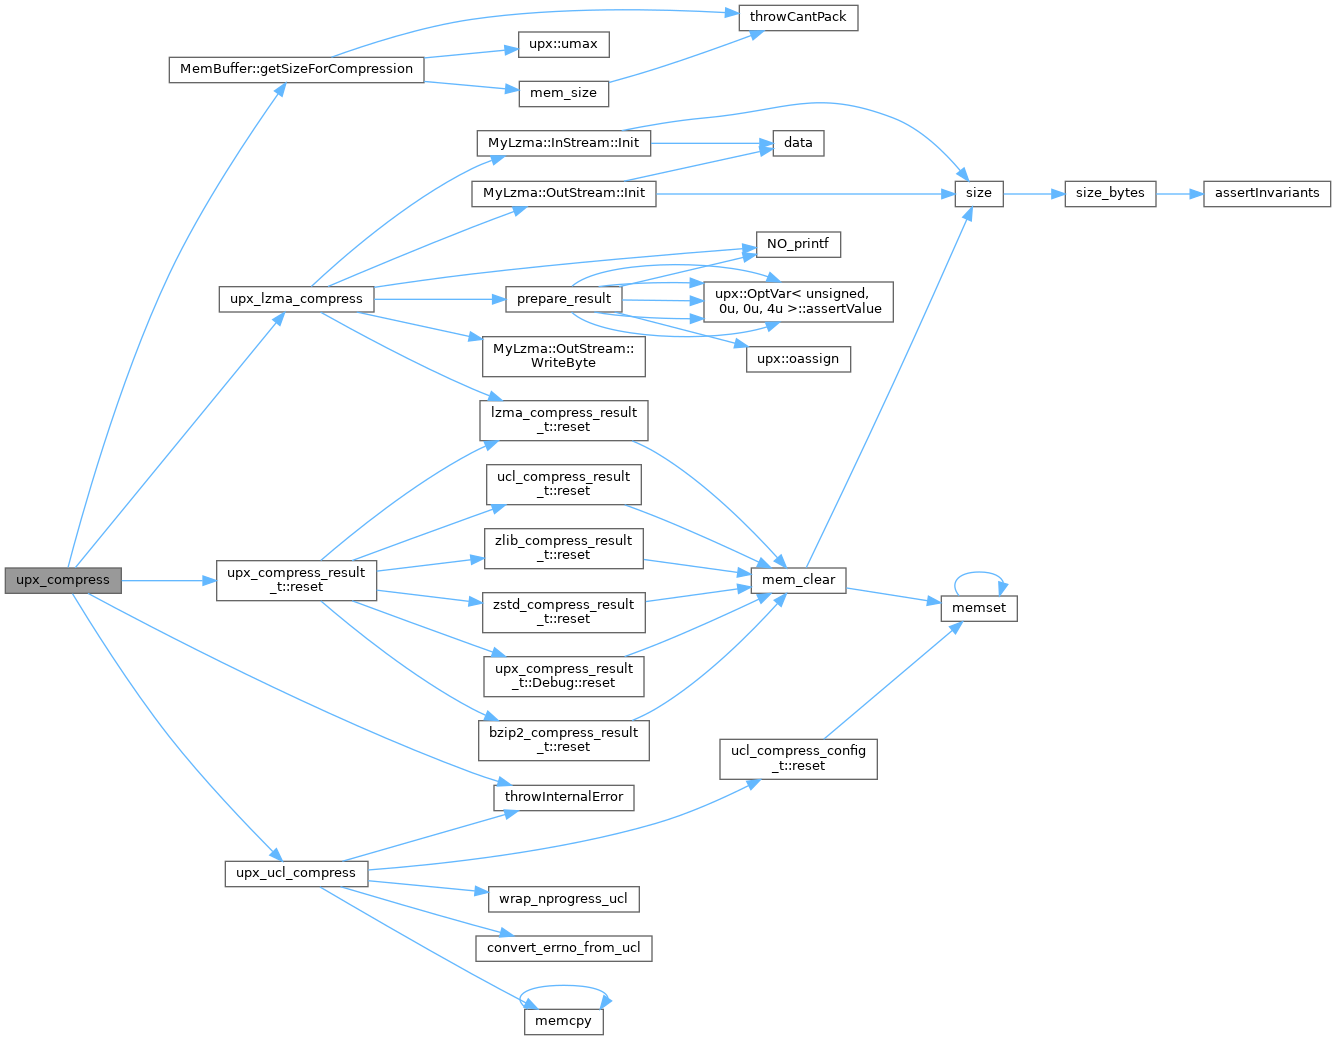 throwCantPack
upx::umax
MemBuffer::getSizeForCompression
mem_size
MyLzma::InStream::Init
data
MyLzma::OutStream::Init
size
size_bytes
assertInvariants
NO_printf
upx_lzma_compress
prepare_result
upx::OptVar< unsigned,
0u, 0u, 4u >::assertValue
MyLzma::OutStream::
WriteByte
upx::oassign
lzma_compress_result
_t::reset
ucl_compress_result
_t::reset
zlib_compress_result
_t::reset
upx_compress
upx_compress_result
_t::reset
mem_clear
zstd_compress_result
_t::reset
memset
upx_compress_result
_t::Debug::reset
bzip2_compress_result
_t::reset
ucl_compress_config
_t::reset
throwInternalError
upx_ucl_compress
wrap_nprogress_ucl
convert_errno_from_ucl
memcpy